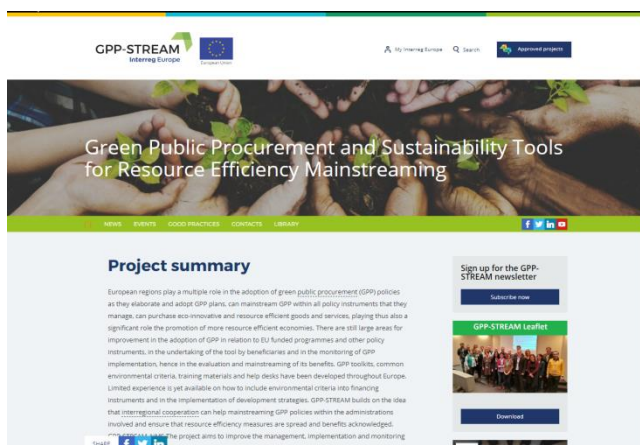 GPP-STREAM
Interreg Europe
European Union
My Interreg Europe
Search
Approved projects
Green Public Procurement and Sustainability Tools
for Resource Efficiency Mainstreaming
NEWS EVENTS GOOD PRACTICES CONTACTS LIBRARY
Project summary
European regions play a multiple role in the adoption of green public procurement (GPP) policies
as they elaborate and adopt GPP plans, can mainstream GPP within all policy instruments that they
manage, can purchase eco-innovative and resource efficient goods and services, playing thus also a
significant role the promotion of more resource efficient economies. There are still large areas for
improvement in the adoption of GPP in relation to EU funded programmes and other policy
instruments, in the undertaking of the tool by beneficiaries and in the monitoring of GPP
implementation, hence in the evaluation and mainstreaming of its benefits. GPP toolkits, common
environmental criteria, training materials and help desks have been developed throughout Europe.
Limited experience is yet available on how to include environmental criteria into financing
instruments and in the implementation of development strategies. GPP-STREAM builds on the idea
that interregional cooperation can help mainstreaming GPP policies within the administrations
involved and ensure that resource efficiency measures are spread and benefits acknowledged.
The project aims to improve the management, implementation and monitoring
SHARE
Sign up for the GPP-
STREAM newsletter
Subscribe now
GPP-STREAM Leaflet
Download